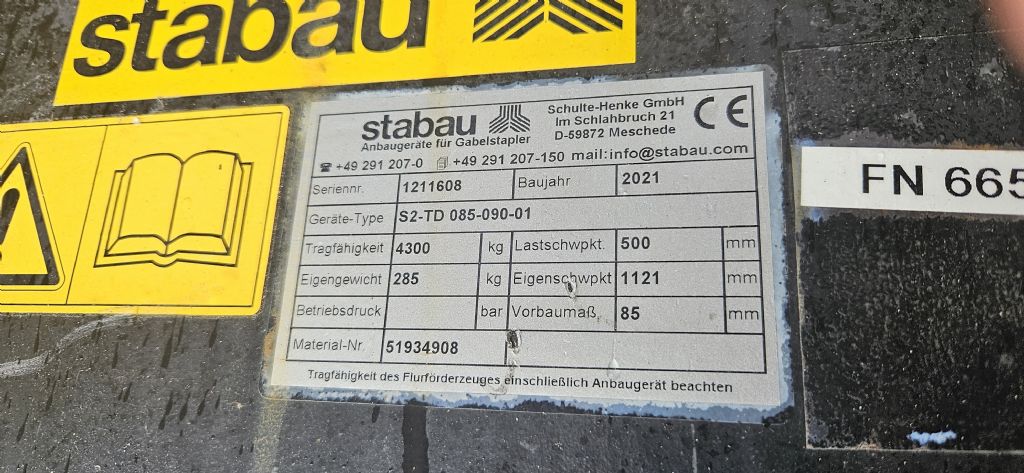 stabau
stabau
Anbaugeräte für Gabelstapler
Schulte-Henke GmbH
Im Schlahbruch 21
D-59872 Meschede
CE
+49 291 207-0 +49 291 207-150 mail:info@stabau.com
Seriennr. 1211608 Baujahr 2021
Geräte-Type S2-TD 085-090-01
Tragfähigkeit 4300 kg Lastschwpkt. 500 mm
Eigengewicht 285 kg Eigenschwpkt 1121 mm
Betriebsdruck bar Vorbaumaß. 85 mm
Material-Nr. 51934908
Tragfähigkeit des Flurförderzeuges einschließlich Anbaugerät beachten
FN 665